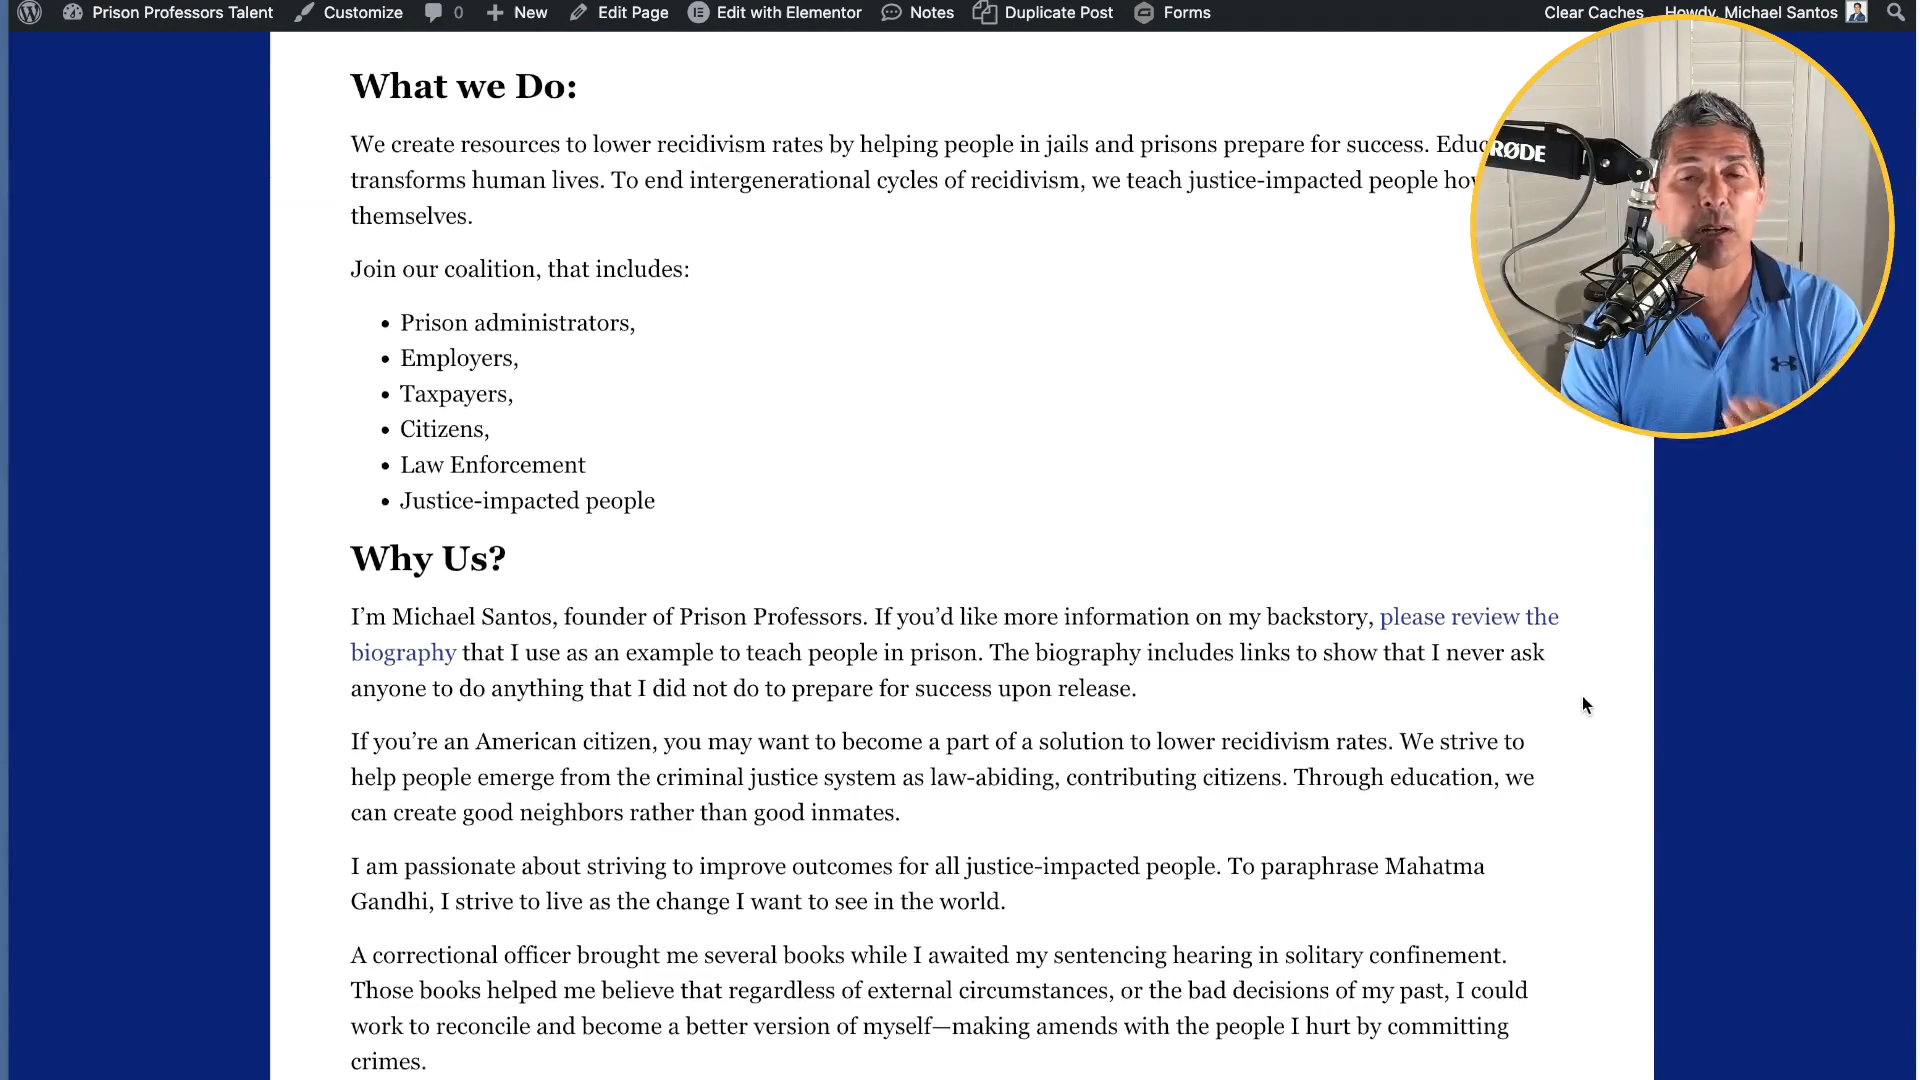 Prison Professors Talent Customize 0 New Edit Page Edit with Elementor Notes Duplicate Post Forms Clear Caches Howdy, Michael Santos
What we Do:
We create resources to lower recidivism rates by helping people in jails and prisons prepare for success.
RØDE
transforms human lives. To end intergenerational cycles of recidivism, we teach justice-impacted people
themselves.
Join our coalition, that includes:
• Prison administrators,
• Employers,
• Taxpayers,
• Citizens,
• Law Enforcement
• Justice-impacted people
Why Us?
I’m Michael Santos, founder of Prison Professors. If you’d like more information on my backstory, please review the
biography that I use as an example to teach people in prison. The biography includes links to show that I never ask
anyone to do anything that I did not do to prepare for success upon release.
If you’re an American citizen, you may want to become a part of a solution to lower recidivism rates. We strive to
help people emerge from the criminal justice system as law-abiding, contributing citizens. Through education, we
can create good neighbors rather than good inmates.
I am passionate about striving to improve outcomes for all justice-impacted people. To paraphrase Mahatma
Gandhi, I strive to live as the change I want to see in the world.
A correctional officer brought me several books while I awaited my sentencing hearing in solitary confinement.
Those books helped me believe that regardless of external circumstances, or the bad decisions of my past, I could
work to reconcile and become a better version of myself—making amends with the people I hurt by committing
crimes.